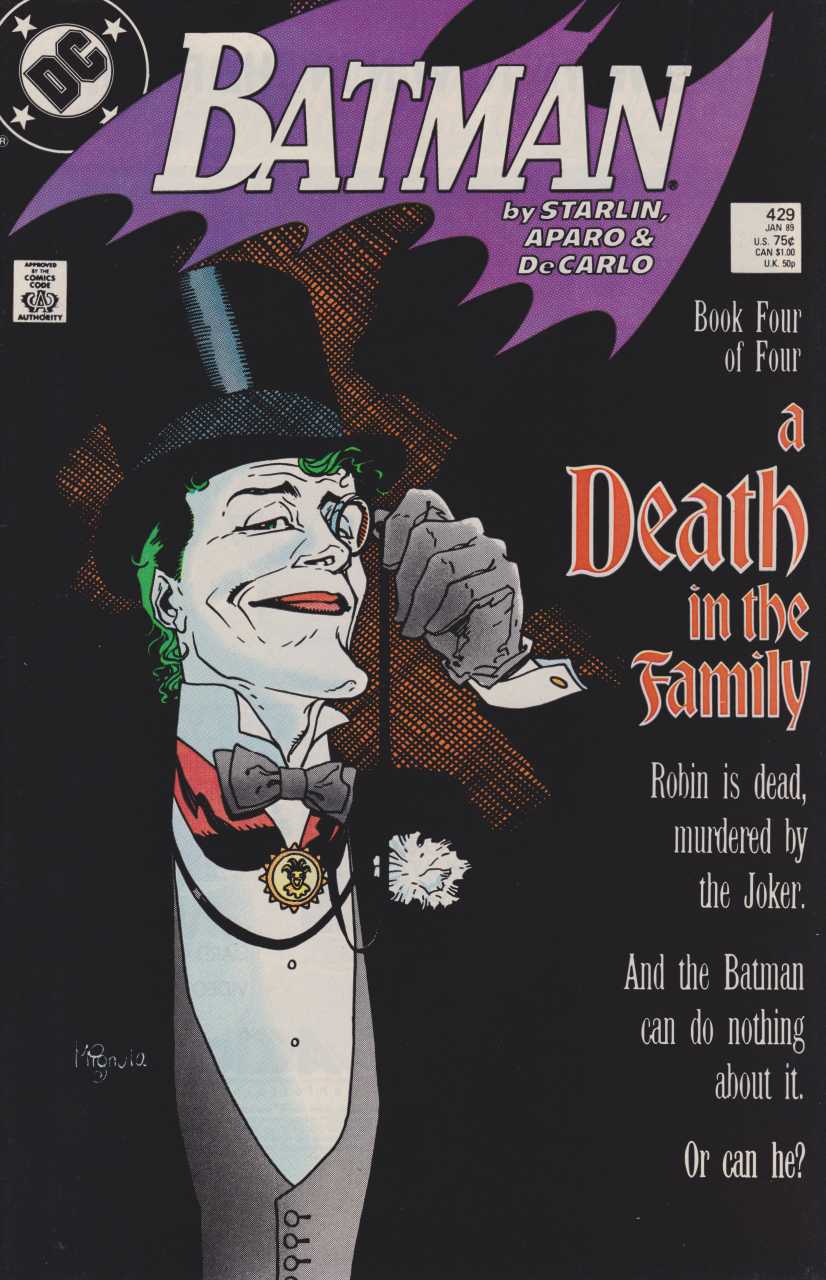 DC
R
BATMAN®
by STARLIN,
APARO &
DeCARLO
429
JAN 89
U.S. 75¢
CAN $1.00
U.K. 50p
APPROVED
BY THE
COMICS
CODE
CA
AUTHORITY
Book Four
of Four
a
Death
in the
Family
Robin is dead,
murdered by
the Joker.
And the Batman
can do nothing
about it.
Or can he?
Mignola